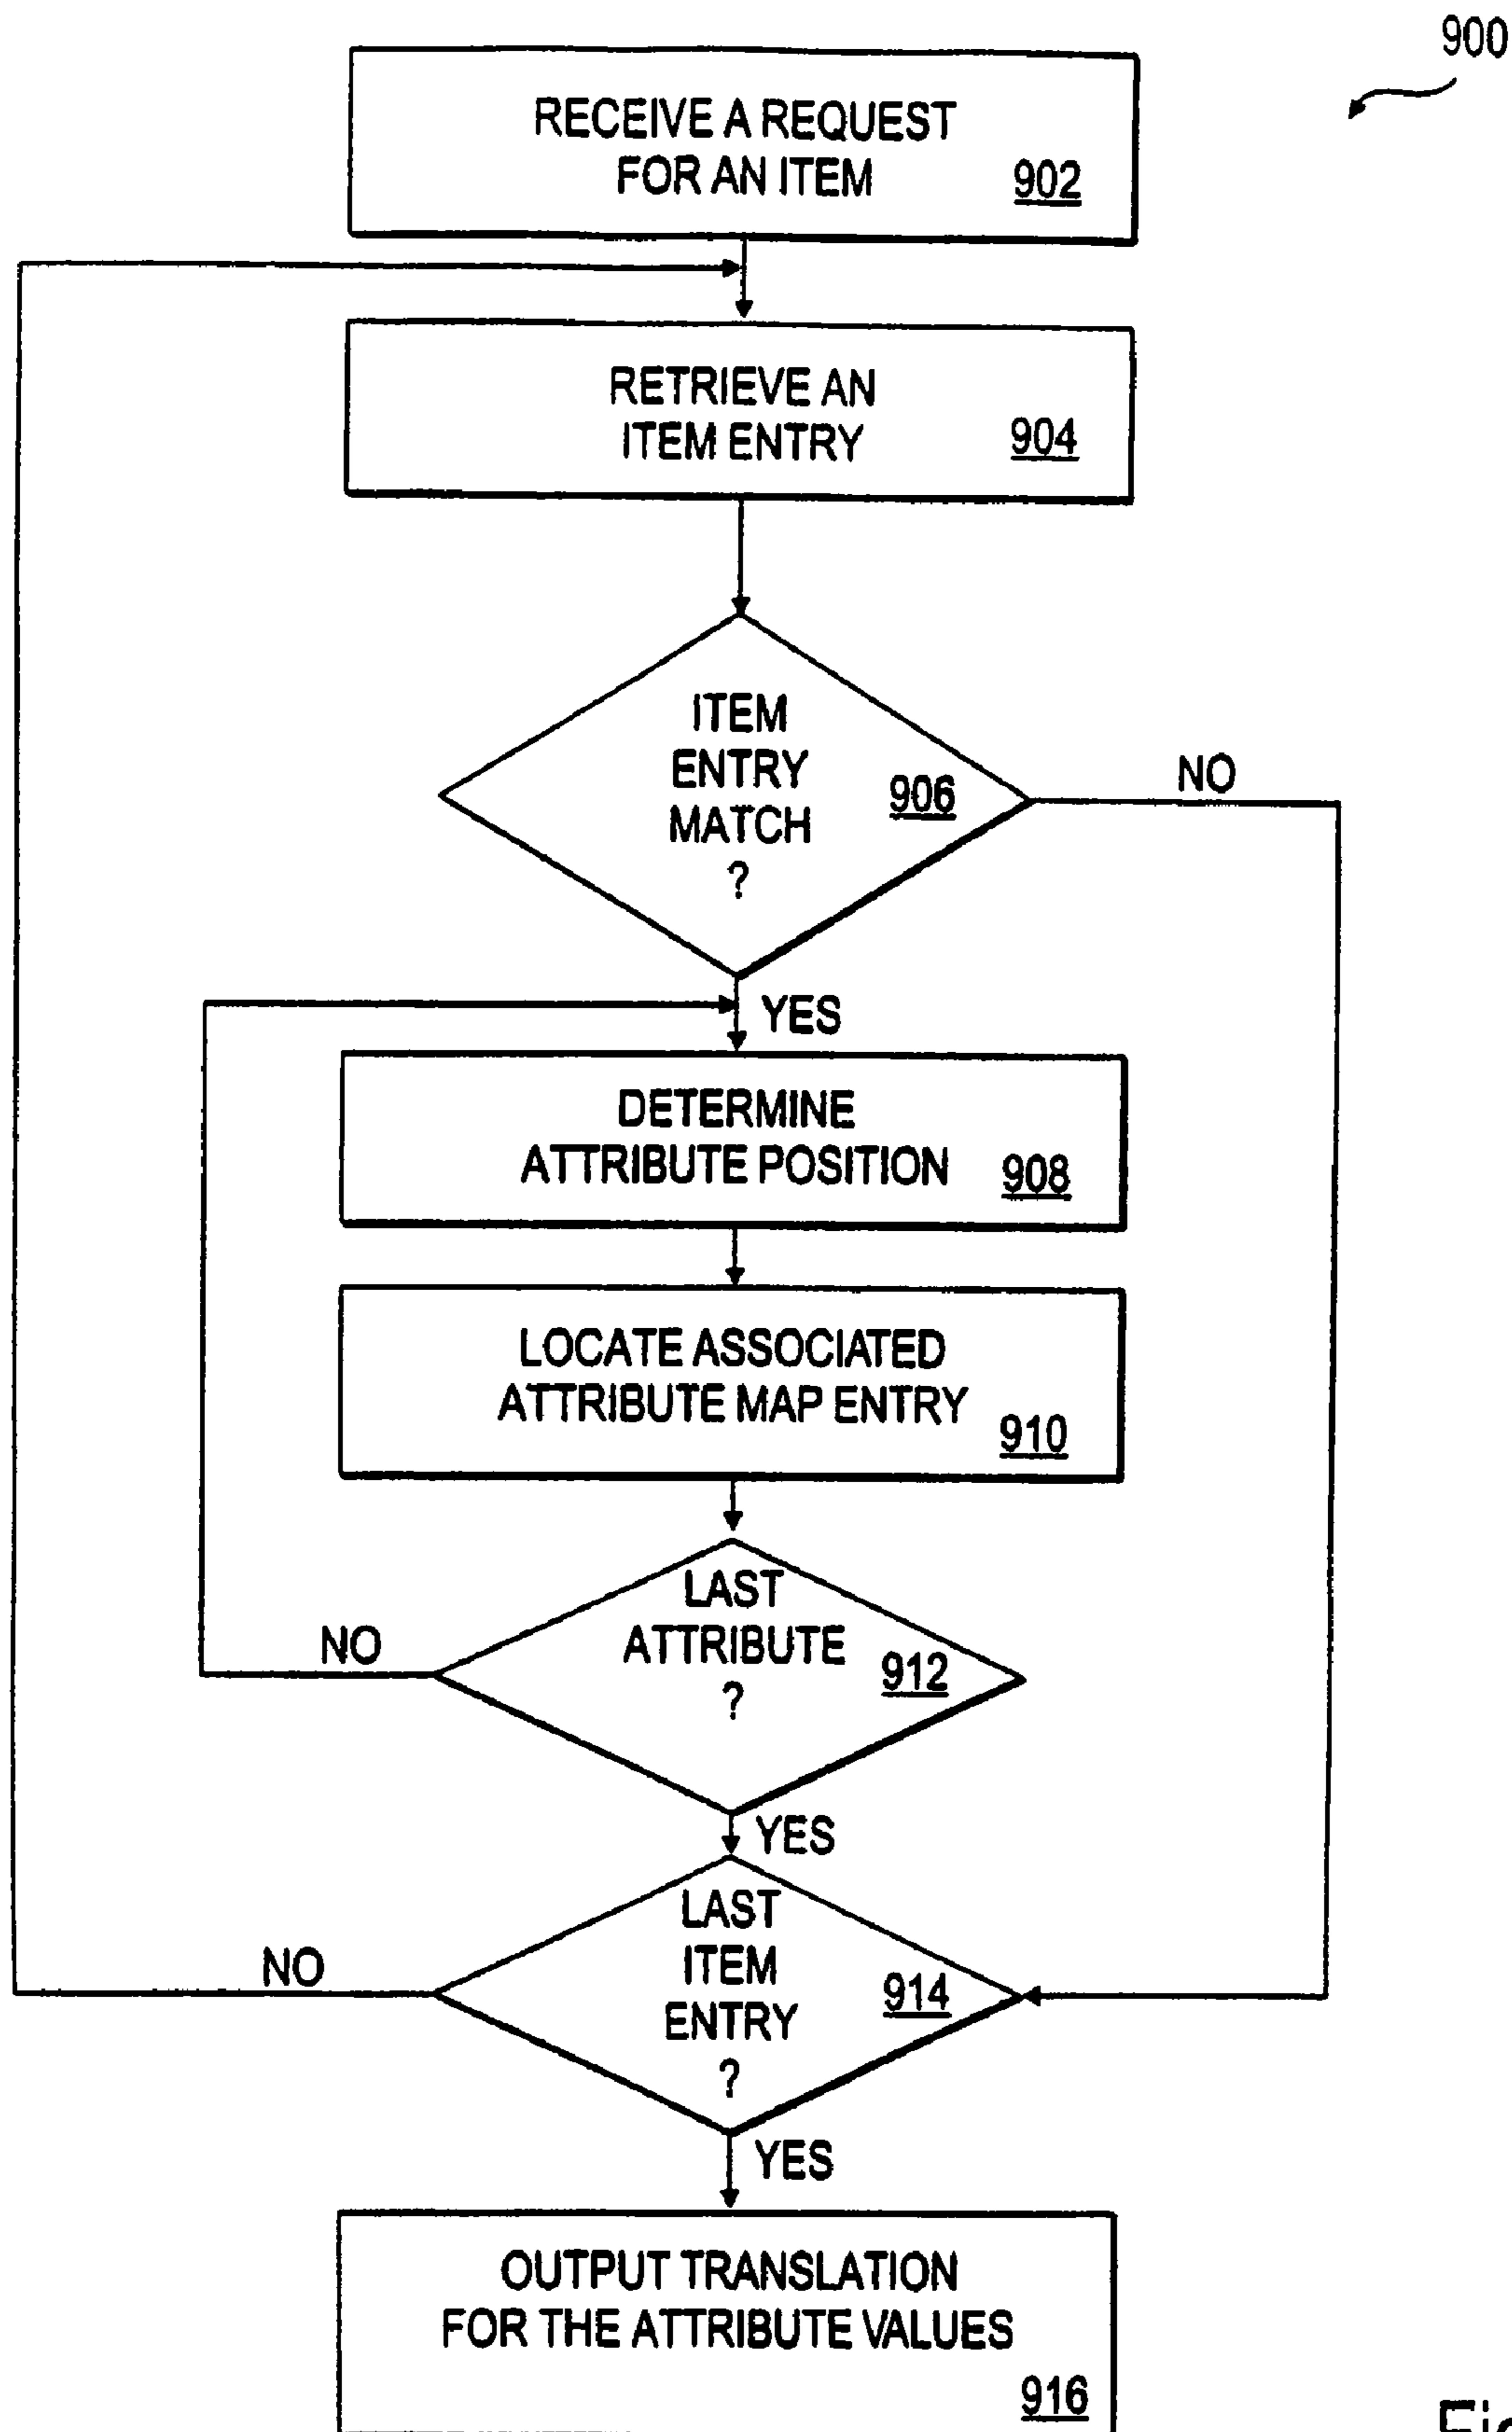 900
RECEIVE A REQUEST
FOR AN ITEM
902
RETRIEVE AN
ITEM ENTRY
904
ITEM
ENTRY
MATCH
?
906
NO
YES
DETERMINE
ATTRIBUTE POSITION
908
LOCATE ASSOCIATED
ATTRIBUTE MAP ENTRY
910
LAST
ATTRIBUTE
?
912
NO
YES
LAST
ITEM
ENTRY
?
914
NO
YES
OUTPUT TRANSLATION
FOR THE ATTRIBUTE VALUES
916